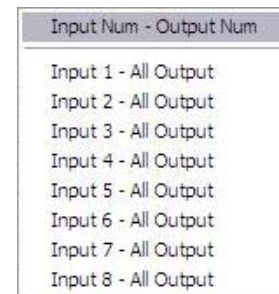 Input Num - Output Num
Input 1 - All Output
Input 2 - All Output
Input 3 - All Output
Input 4 - All Output
Input 5 - All Output
Input 6 - All Output
Input 7 - All Output
Input 8 - All Output